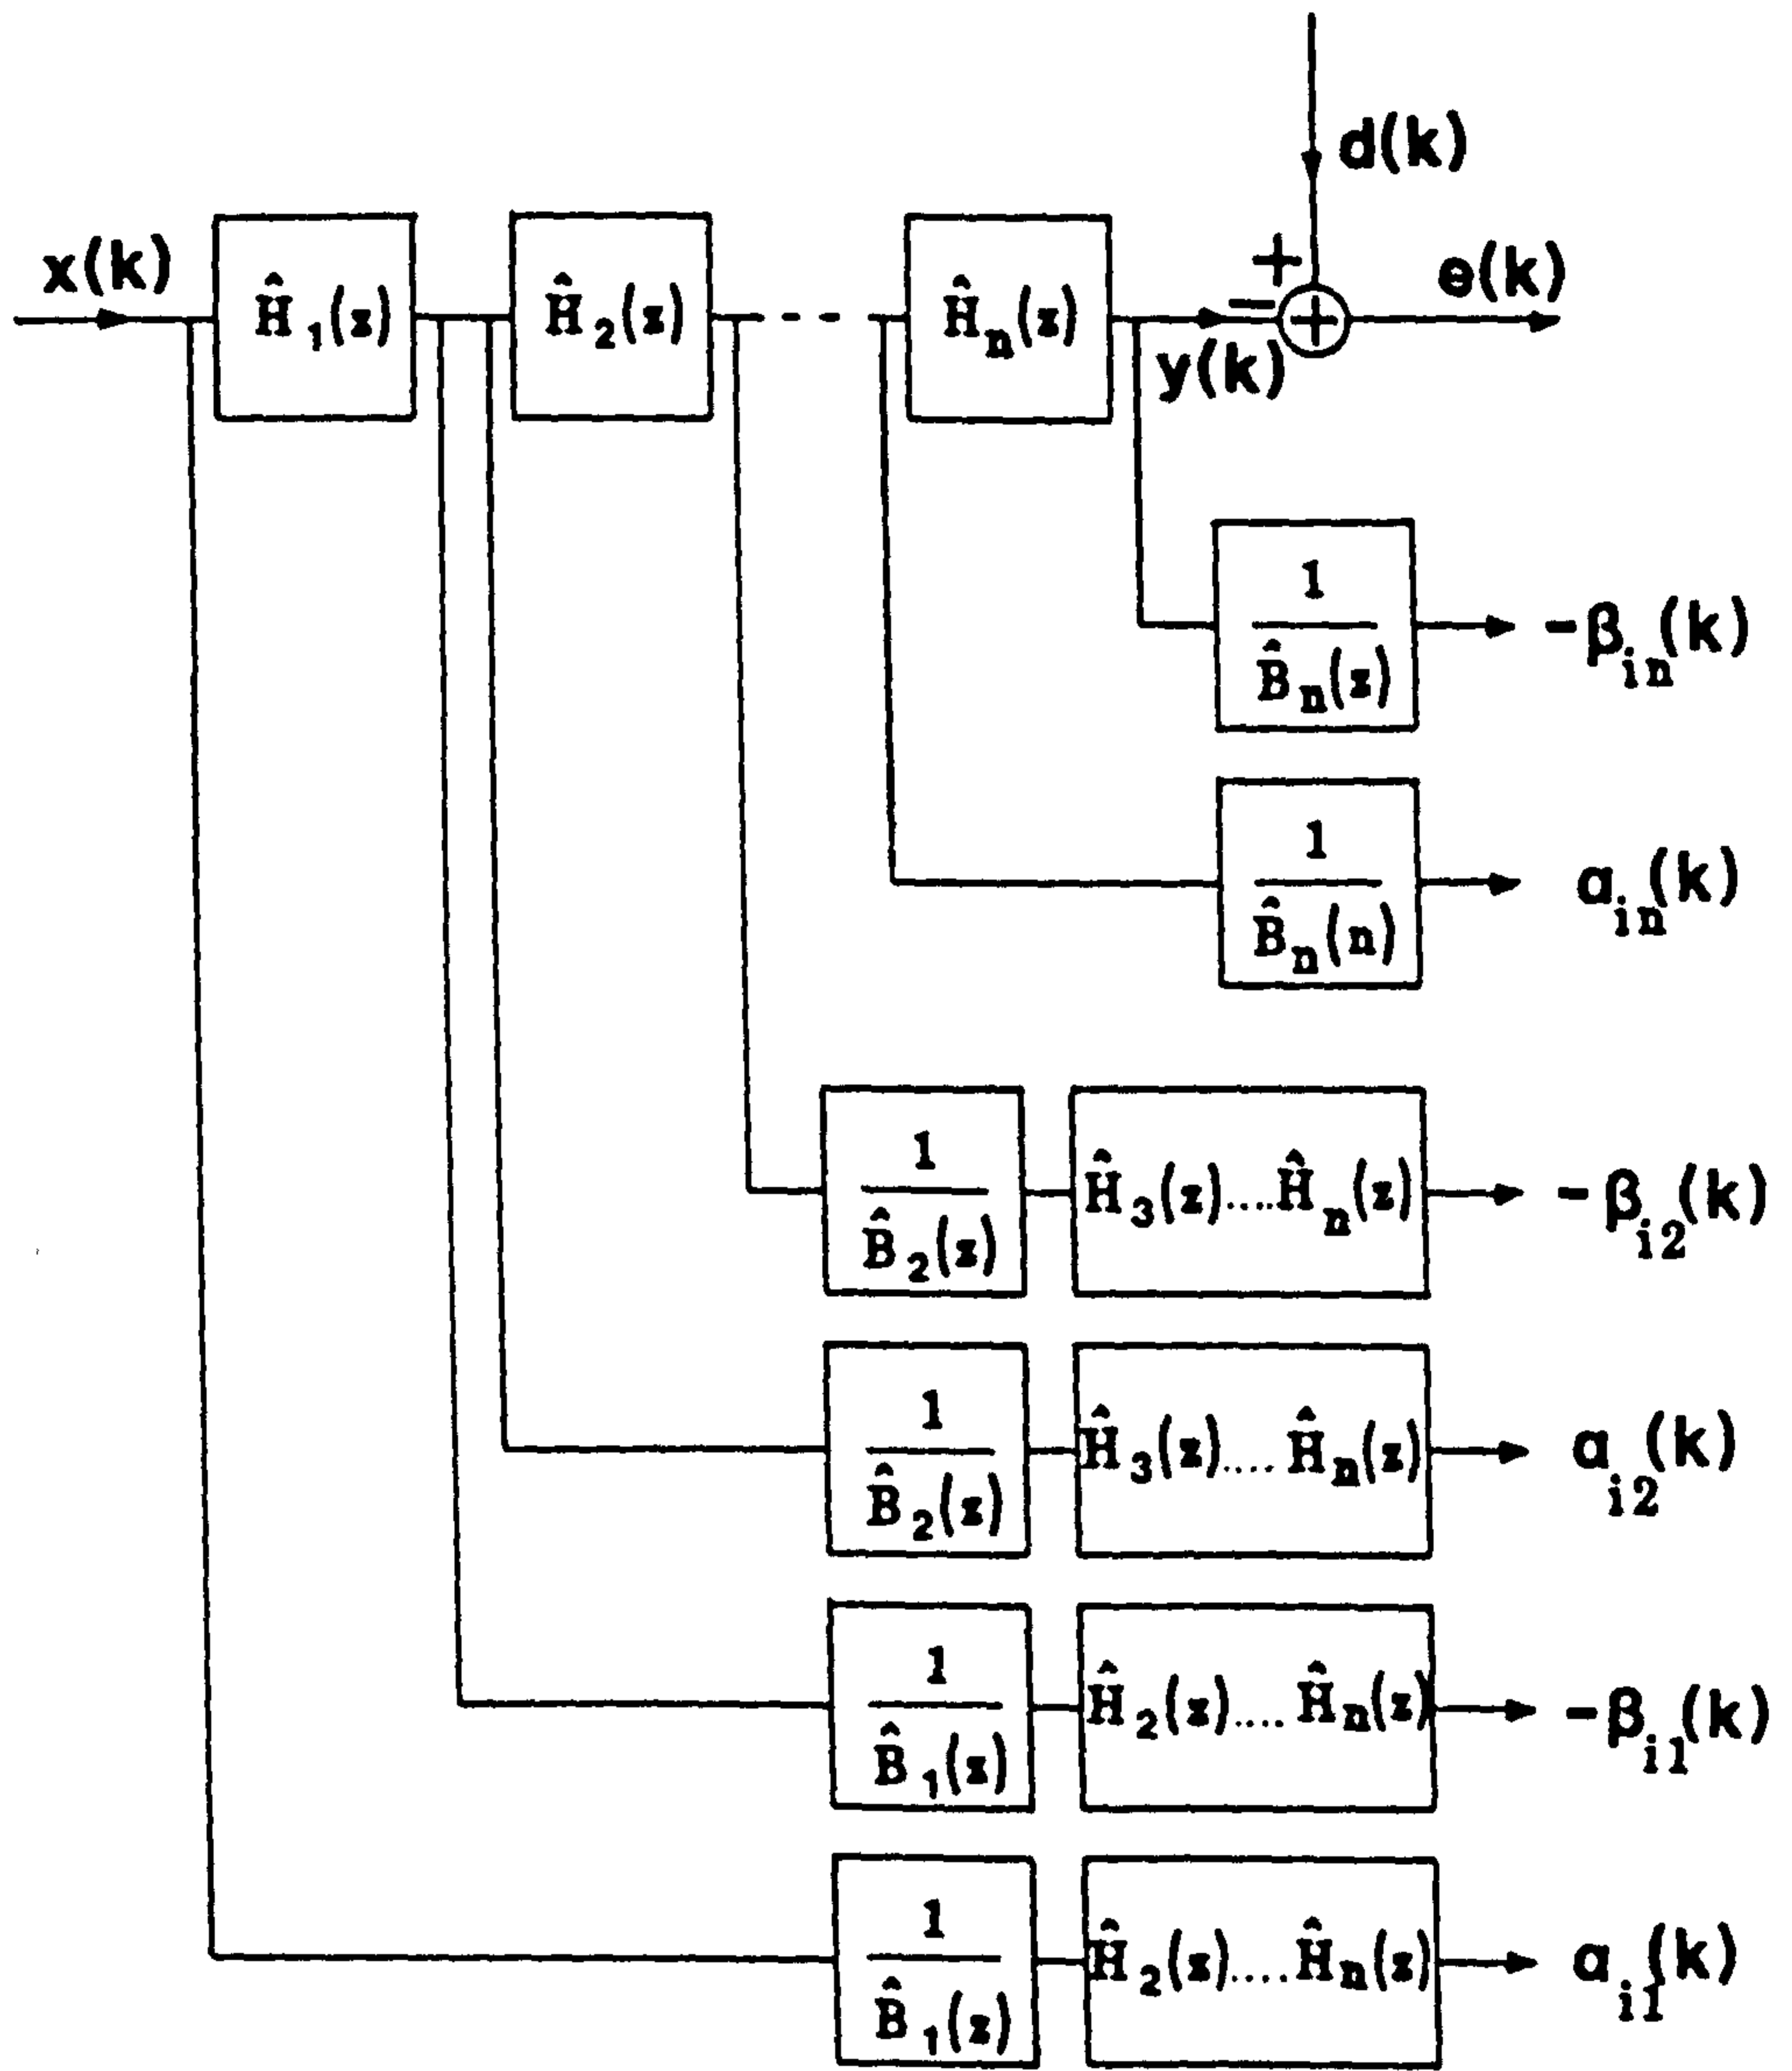 d(k)
x(k)
Ĥ₁(z)
Ĥ₂(z)
- - -
Ĥₙ(z)
+
−
+
e(k)
y(k)
1
B̂ₙ(z)
-βᵢₙ(k)
1
B̂ₙ(n)
αᵢₙ(k)
1
B̂₂(z)
Ĥ₃(z)....Ĥₙ(z)
-βᵢ₂(k)
1
B̂₂(z)
Ĥ₃(z).... Ĥₙ(z)
αᵢ₂(k)
1
B̂₁(z)
Ĥ₂(z).... Ĥₙ(z)
-βᵢ₁(k)
1
B̂₁(z)
Ĥ₂(z).... Ĥₙ(z)
αᵢ₁(k)